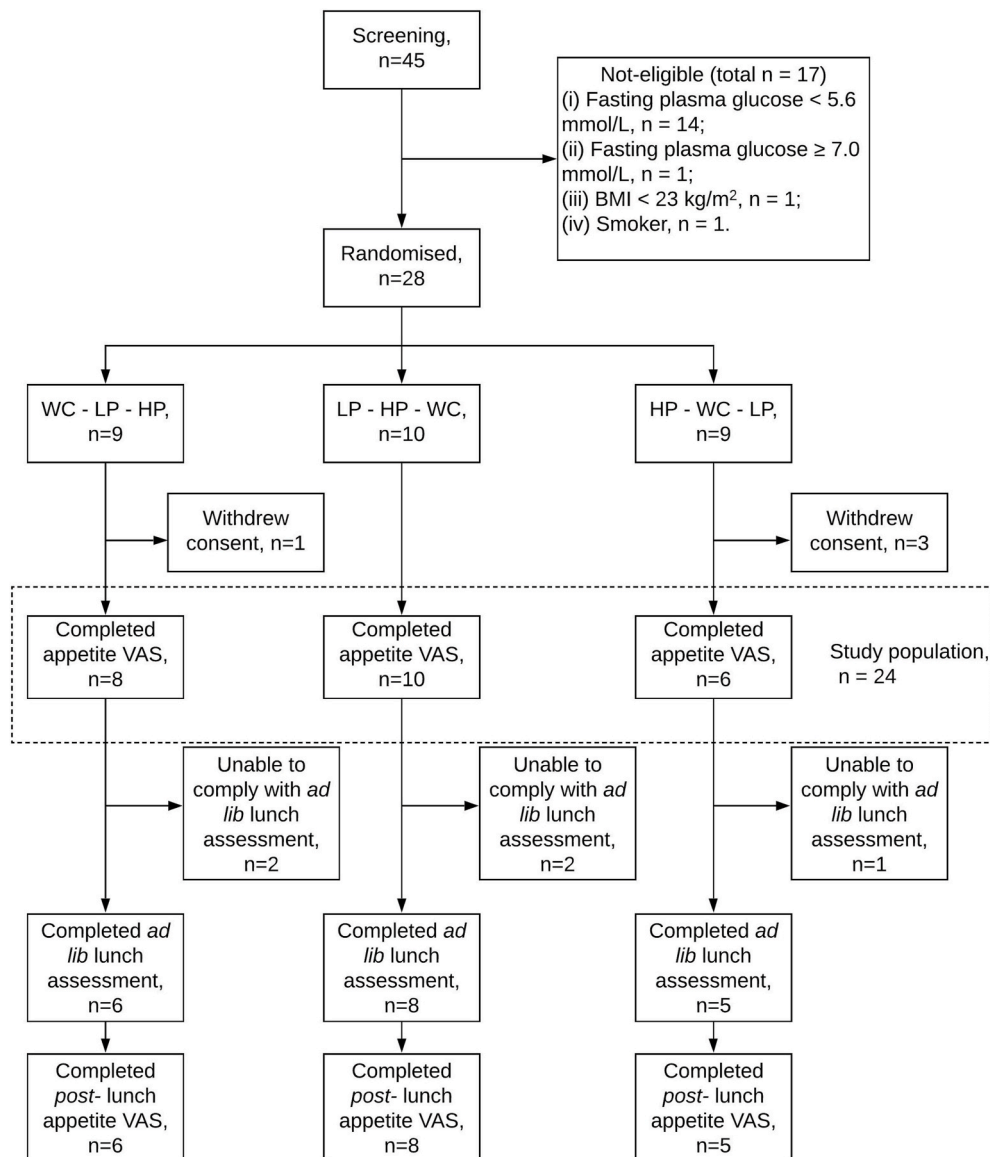 Screening,
n=45
Not-eligible (total n = 17)
(i) Fasting plasma glucose < 5.6
mmol/L, n = 14;
(ii) Fasting plasma glucose ≥ 7.0
mmol/L, n = 1;
(iii) BMI < 23 kg/m², n = 1;
(iv) Smoker, n = 1.
Randomised,
n=28
WC - LP - HP,
n=9
LP - HP - WC,
n=10
HP - WC - LP,
n=9
Withdrew
consent, n=1
Withdrew
consent, n=3
Completed
appetite VAS,
n=8
Completed
appetite VAS,
n=10
Completed
appetite VAS,
n=6
Study population,
n = 24
Unable to
comply with ad
lib lunch
assessment,
n=2
Unable to
comply with ad
lib lunch
assessment,
n=2
Unable to
comply with ad
lib lunch
assessment,
n=1
Completed ad
lib lunch
assessment,
n=6
Completed ad
lib lunch
assessment,
n=8
Completed ad
lib lunch
assessment,
n=5
Completed
post- lunch
appetite VAS,
n=6
Completed
post- lunch
appetite VAS,
n=8
Completed
post- lunch
appetite VAS,
n=5